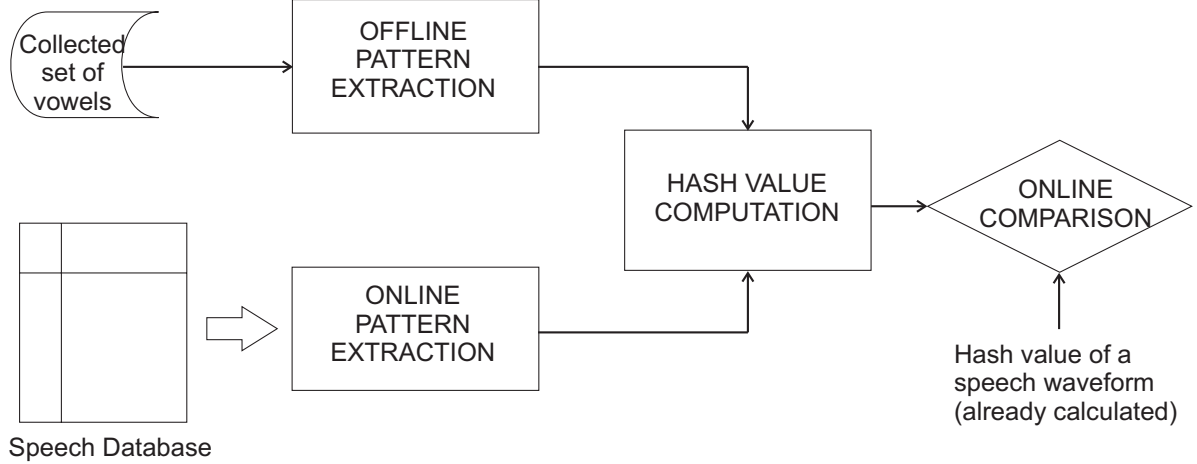 Collected
set of
vowels
OFFLINE
PATTERN
EXTRACTION
HASH VALUE
COMPUTATION
ONLINE
COMPARISON
ONLINE
PATTERN
EXTRACTION
Hash value of a
speech waveform
(already calculated)
Speech Database